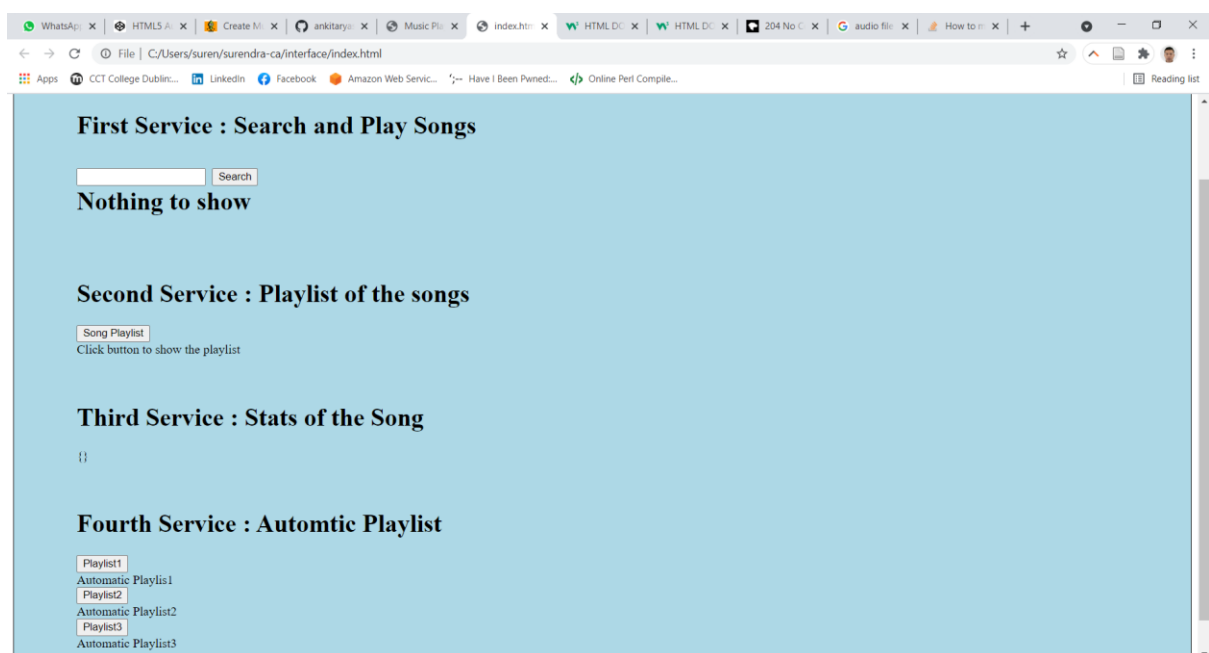 WhatsAp HTML5 A Create M ankitarya Music Pl index.htm HTML DO HTML DO 204 No C audio file How to m
File | C:/Users/suren/surendra-ca/interface/index.html
Apps CCT College Dublin:... LinkedIn Facebook Amazon Web Servic... Have I Been Pwned:... Online Perl Compile... Reading list
First Service : Search and Play Songs
Search
Nothing to show
Second Service : Playlist of the songs
Song Playlist
Click button to show the playlist
Third Service : Stats of the Song
{}
Fourth Service : Automtic Playlist
Playlist1
Automatic Playlis1
Playlist2
Automatic Playlist2
Playlist3
Automatic Playlist3